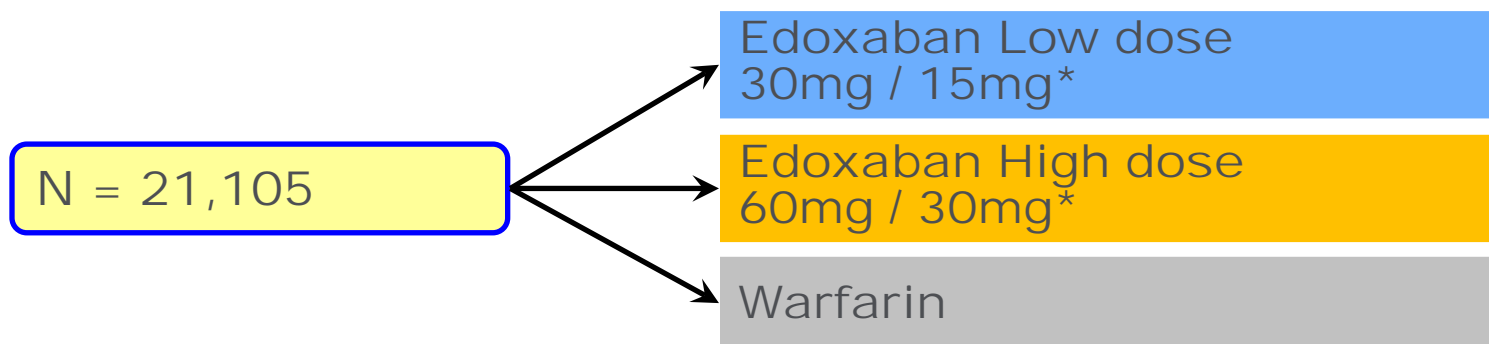 N = 21,105
Edoxaban Low dose
30mg / 15mg*
Edoxaban High dose
60mg / 30mg*
Warfarin